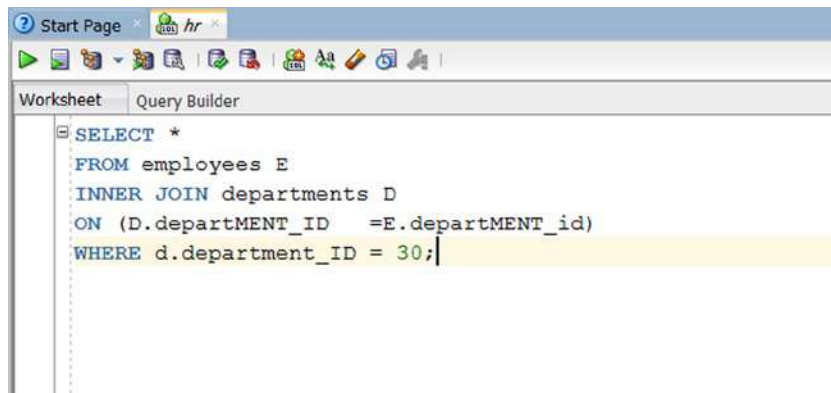 Start Page hr
Worksheet Query Builder
SELECT *
FROM employees E
INNER JOIN departments D
ON (D.departMENT_ID   =E.departMENT_id)
WHERE d.department_ID = 30;